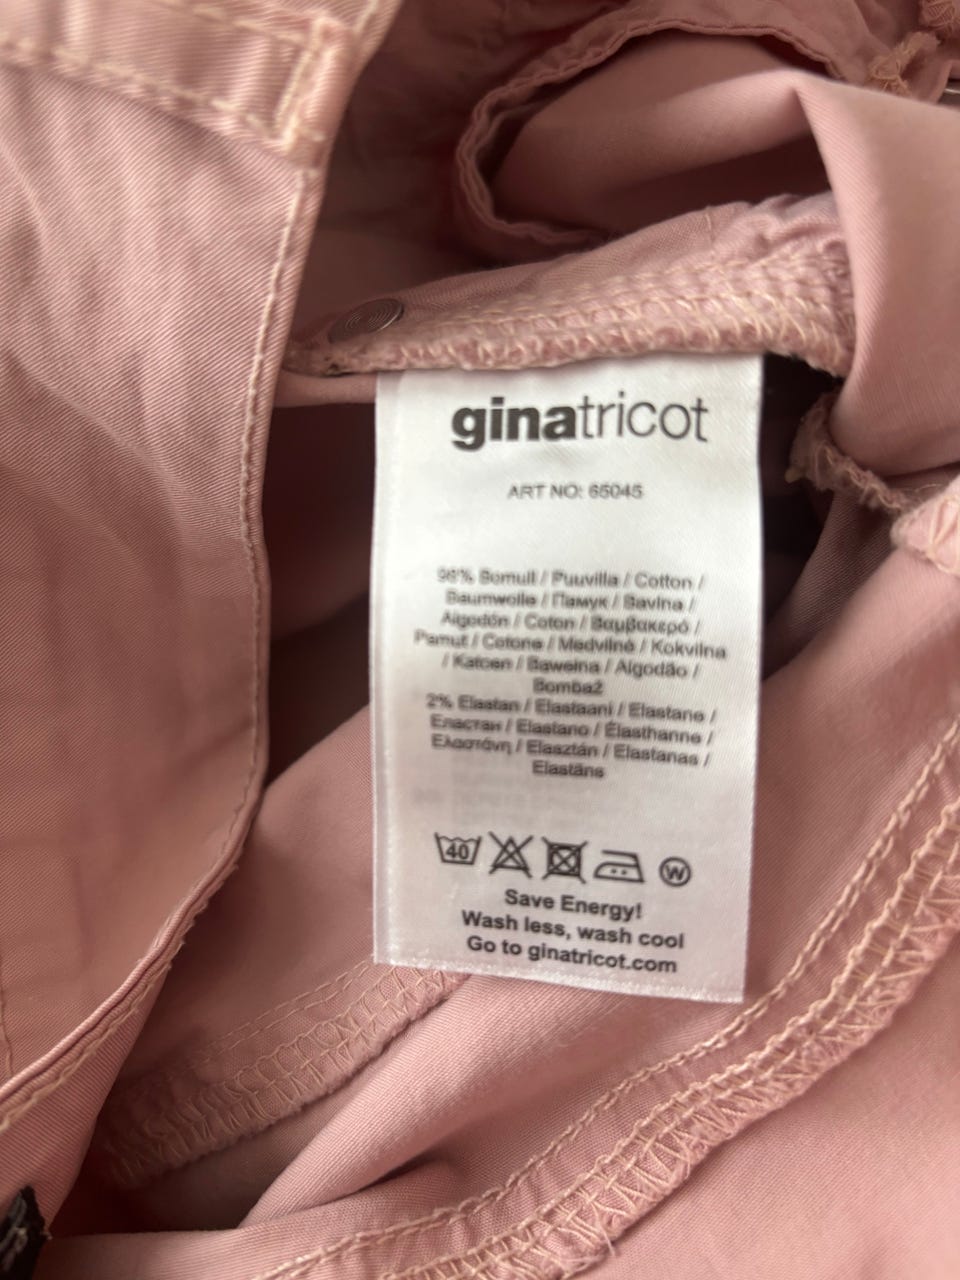 ginatricot
ART NO: 65045
98% Bomull / Puuvilla / Cotton /
Baumwolle / Памук / Bavlna /
Algodón / Coton / Βαμβακερό /
Pamut / Cotone / Medvilnė / Kokvilna
/ Katoen / Bawełna / Algodão /
Bombaž
2% Elastan / Elastaani / Elastane /
Еластан / Elastano / Élasthanne /
Ελαστάνη / Elasztán / Elastanas /
Elastāns
40 W
Save Energy!
Wash less, wash cool
Go to ginatricot.com